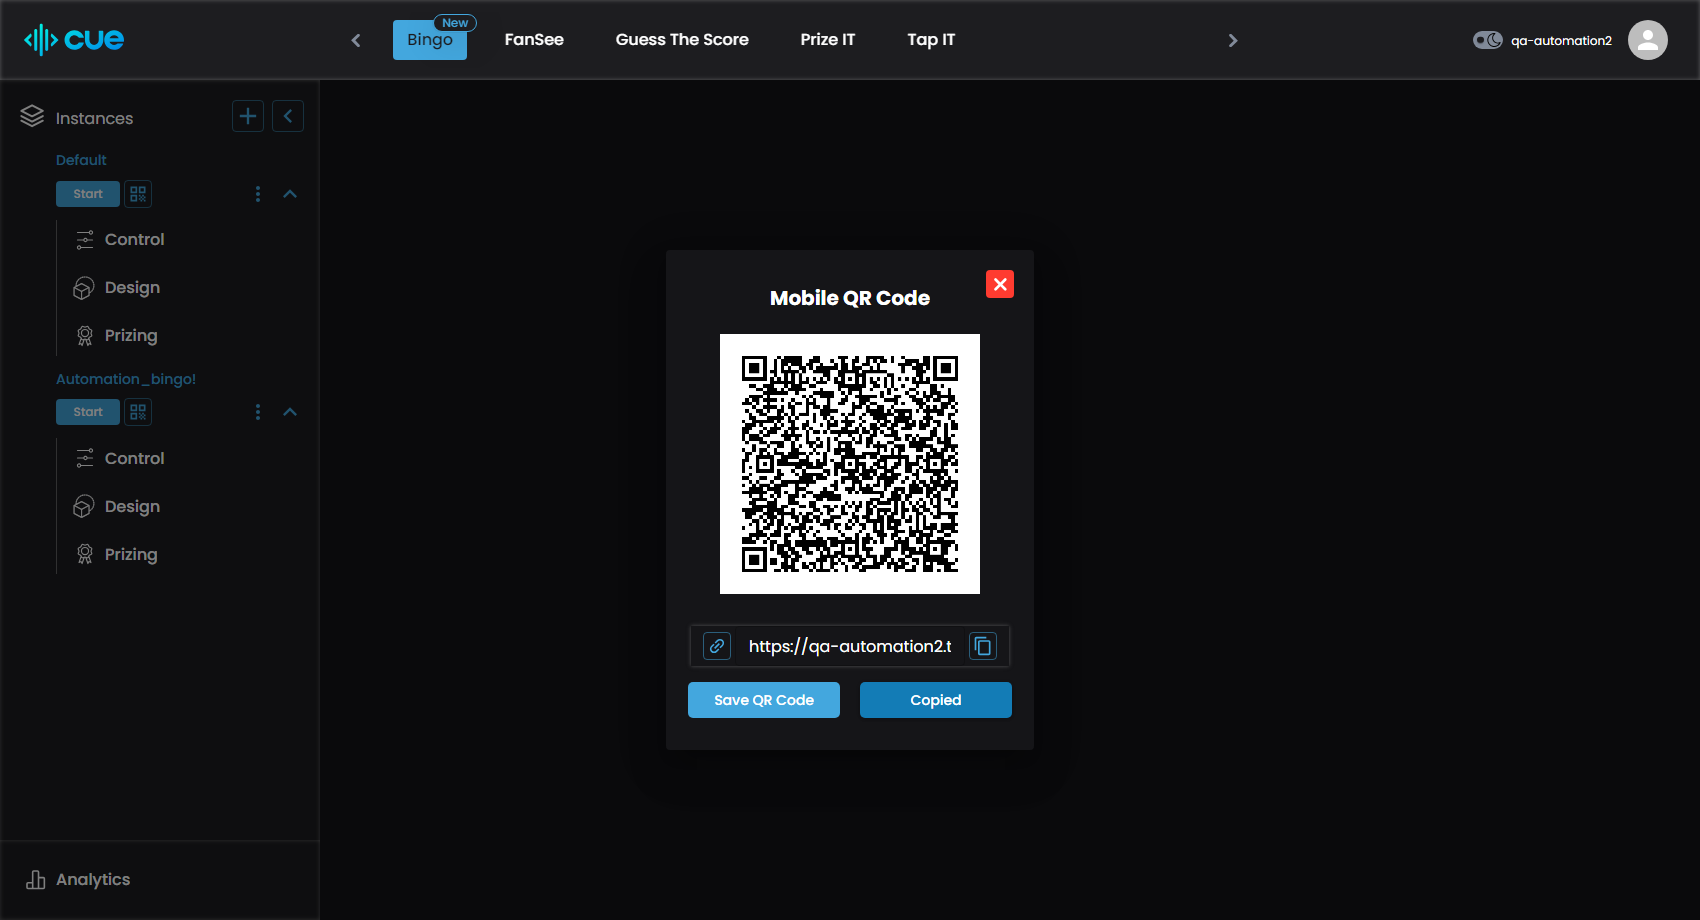 cue
Bingo
New
FanSee
Guess The Score
Prize IT
Tap IT
qa-automation2
Instances
Default
Start
Control
Design
Prizing
Automation_bingo!
Start
Control
Design
Prizing
Analytics
Mobile QR Code
https://qa-automation2.t
Save QR Code
Copied